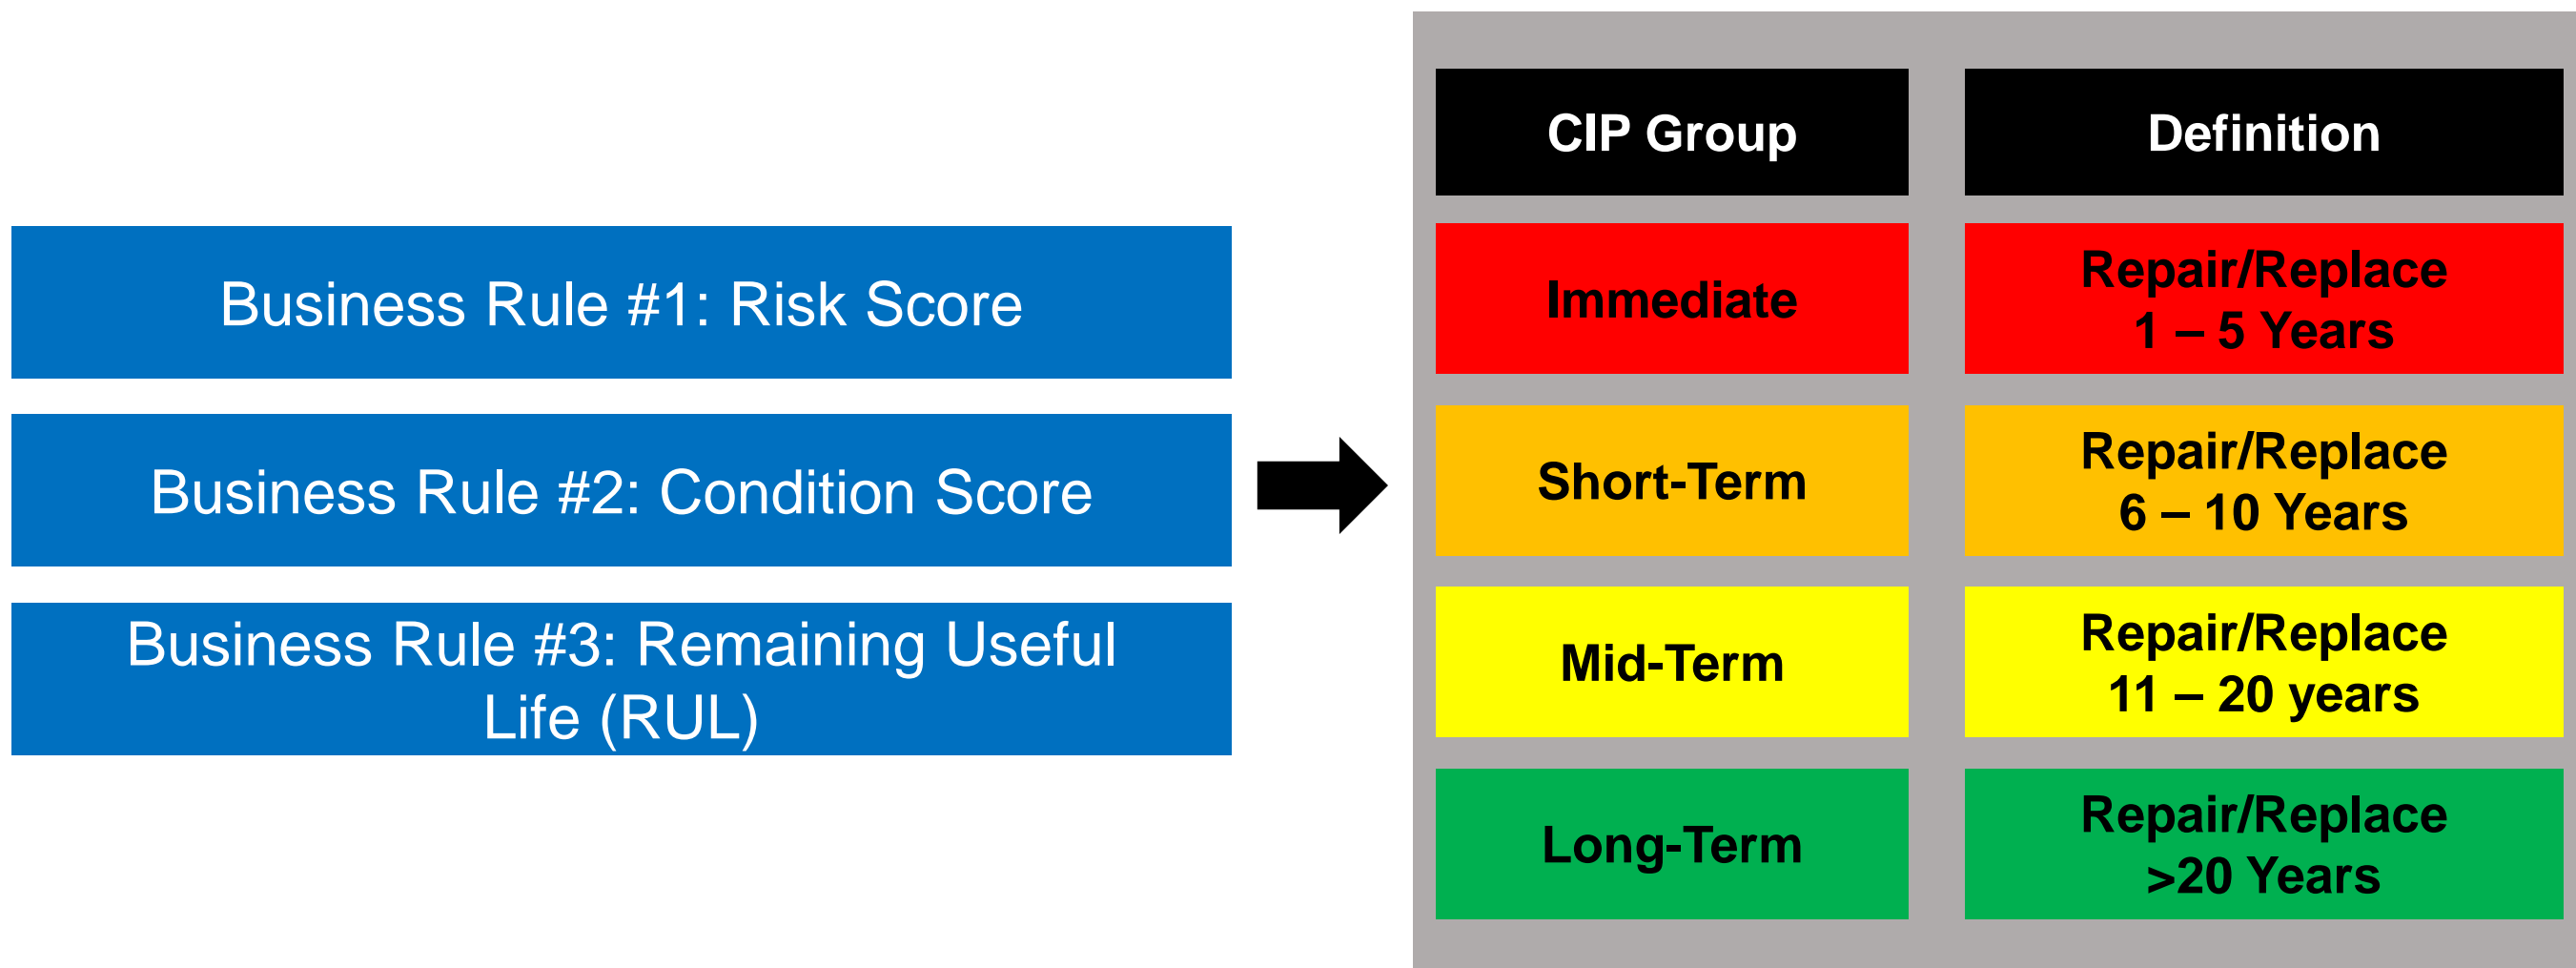 Business Rule #1: Risk Score
Business Rule #2: Condition Score
Business Rule #3: Remaining Useful
Life (RUL)
CIP Group
Definition
Immediate
Repair/Replace
1 – 5 Years
Short-Term
Repair/Replace
6 – 10 Years
Mid-Term
Repair/Replace
11 – 20 years
Long-Term
Repair/Replace
>20 Years